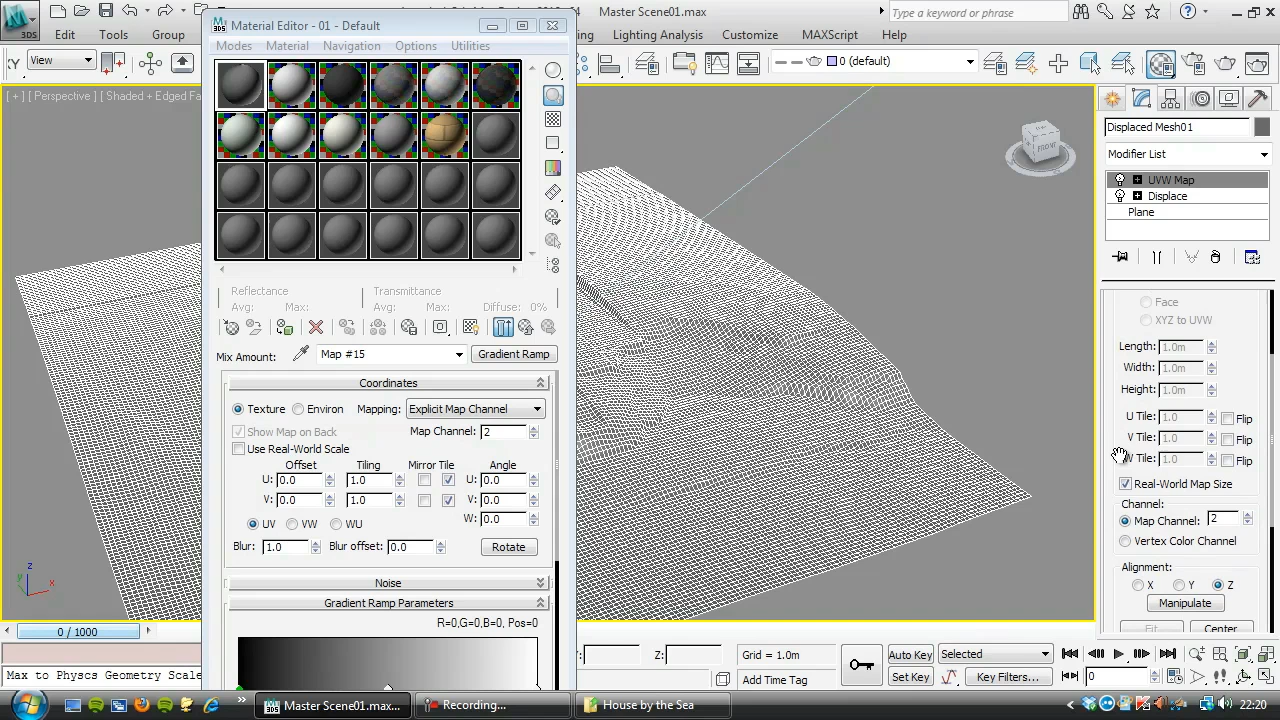 Master Scene01.max
Type a keyword or phrase
3DS
Edit Tools Group
Material Editor - 01 - Default
Lighting Analysis Customize MAXScript Help
Modes Material Navigation Options Utilities
View
0 (default)
[ + ] [ Perspective ] [ Shaded + Edged Fa
FRONT
Displaced Mesh01
Modifier List
UVW Map
Displace
Plane
Reflectance Transmittance
Avg: Max: Avg: Max: Diffuse: 0%
Mix Amount: Map #15 Gradient Ramp
Coordinates
Texture Environ Mapping: Explicit Map Channel
Show Map on Back Map Channel: 2
Use Real-World Scale
Offset Tiling Mirror Tile Angle
U: 0.0 1.0 U: 0.0
V: 0.0 1.0 V: 0.0
W: 0.0
UV VW WU
Blur: 1.0 Blur offset: 0.0 Rotate
Noise
Gradient Ramp Parameters
R=0,G=0,B=0, Pos=0
Face
XYZ to UVW
Length: 1.0m
Width: 1.0m
Height: 1.0m
U Tile: 1.0 Flip
V Tile: 1.0 Flip
W Tile: 1.0 Flip
Real-World Map Size
Channel:
Map Channel: 2
Vertex Color Channel
Alignment:
X Y Z
Manipulate
Fit Center
z
y
x
0 / 1000
Z: Grid = 1.0m Auto Key Selected
Max to Physcs Geometry Scale Add Time Tag Set Key Key Filters... 0
Master Scene01.max... Recording... House by the Sea 22:20